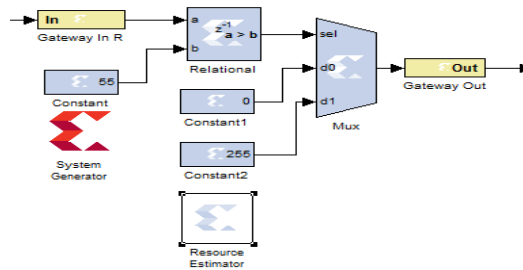 In
Gateway In R
a
b
z-1
a > b
Relational
55
Constant
System
Generator
0
Constant1
255
Constant2
sel
d0
d1
Mux
Out
Gateway Out
Resource
Estimator